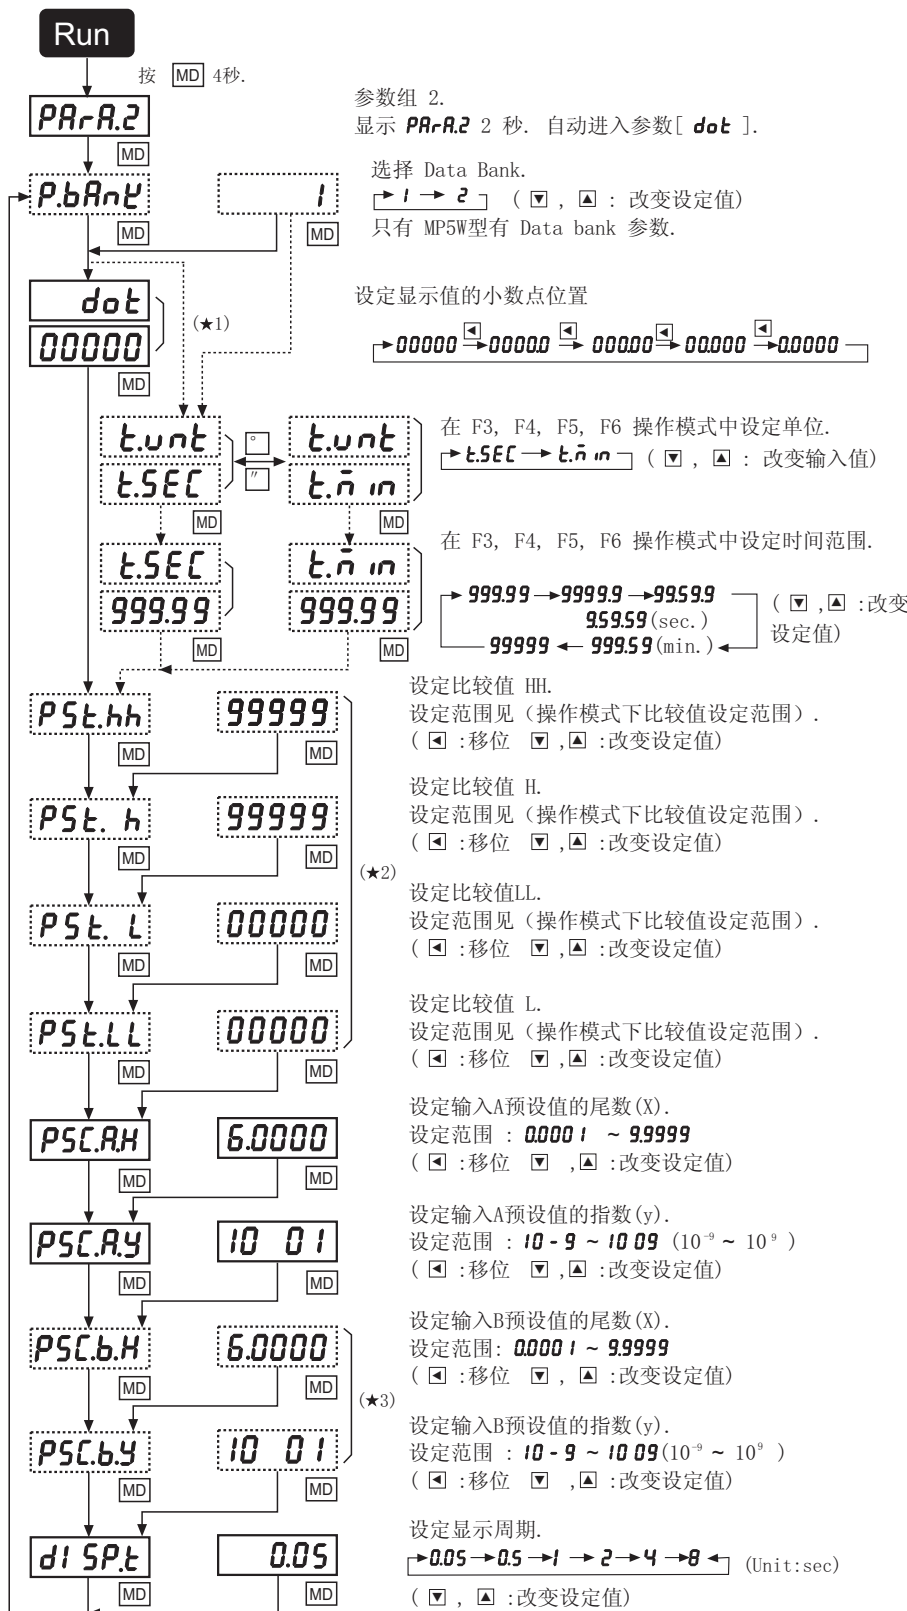 Run
按 MD 4秒.
PArA.2
参数组 2.
显示 PArA.2 2 秒. 自动进入参数[ dot ].
MD
P.bAnK
1
选择 Data Bank.
1 → 2 ( ▼ , ▲ : 改变设定值)
只有 MP5W型有 Data bank 参数.
MD
MD
dot
00000
(★1)
设定显示值的小数点位置
◀ ◀ ◀ ◀
00000 → 0000.0 → 000.00 → 00.000 → 0.0000
MD
t.unt
t.SEC
°
″
t.unt
t.min
在 F3, F4, F5, F6 操作模式中设定单位.
t.SEC → t.min ( ▼ , ▲ : 改变输入值)
MD
MD
t.SEC
999.99
t.min
999.99
在 F3, F4, F5, F6 操作模式中设定时间范围.
999.99 → 9999.9 → 99.59.9
9.59.59(sec.)
99999 ← 999.59(min.)
( ▼ ,▲ :改变
设定值)
MD
MD
PSt.hh
99999
设定比较值 HH.
设定范围见 (操作模式下比较值设定范围).
( ◀ :移位 ▼ ,▲ :改变设定值)
MD
MD
PSt. h
99999
设定比较值 H.
设定范围见 (操作模式下比较值设定范围).
( ◀ :移位 ▼ ,▲ :改变设定值)
MD
MD
(★2)
PSt. L
00000
设定比较值LL.
设定范围见 (操作模式下比较值设定范围).
( ◀ :移位 ▼ ,▲ :改变设定值)
MD
MD
PSt.LL
00000
设定比较值 L.
设定范围见 (操作模式下比较值设定范围).
( ◀ :移位 ▼ ,▲ :改变设定值)
MD
MD
PSC.A.X
6.0000
设定输入A预设值的尾数(X).
设定范围 : 0.0001 ~ 9.9999
( ◀ :移位 ▼ ,▲ :改变设定值)
MD
MD
PSC.A.y
10 01
设定输入A预设值的指数(y).
设定范围 : 10 - 9 ~ 10 09 (10⁻⁹ ~ 10⁹ )
( ◀ :移位 ▼ ,▲ :改变设定值)
MD
MD
PSC.b.X
6.0000
设定输入B预设值的尾数(X).
设定范围: 0.0001 ~ 9.9999
( ◀ :移位 ▼ , ▲ :改变设定值)
MD
MD
(★3)
PSC.b.y
10 01
设定输入B预设值的指数(y).
设定范围 : 10 - 9 ~ 10 09(10⁻⁹ ~ 10⁹ )
( ◀ :移位 ▼ ,▲ :改变设定值)
MD
MD
dISP.t
0.05
设定显示周期.
0.05 → 0.5 → 1 → 2 → 4 → 8 (Unit:sec)
( ▼ , ▲ :改变设定值)
MD
MD